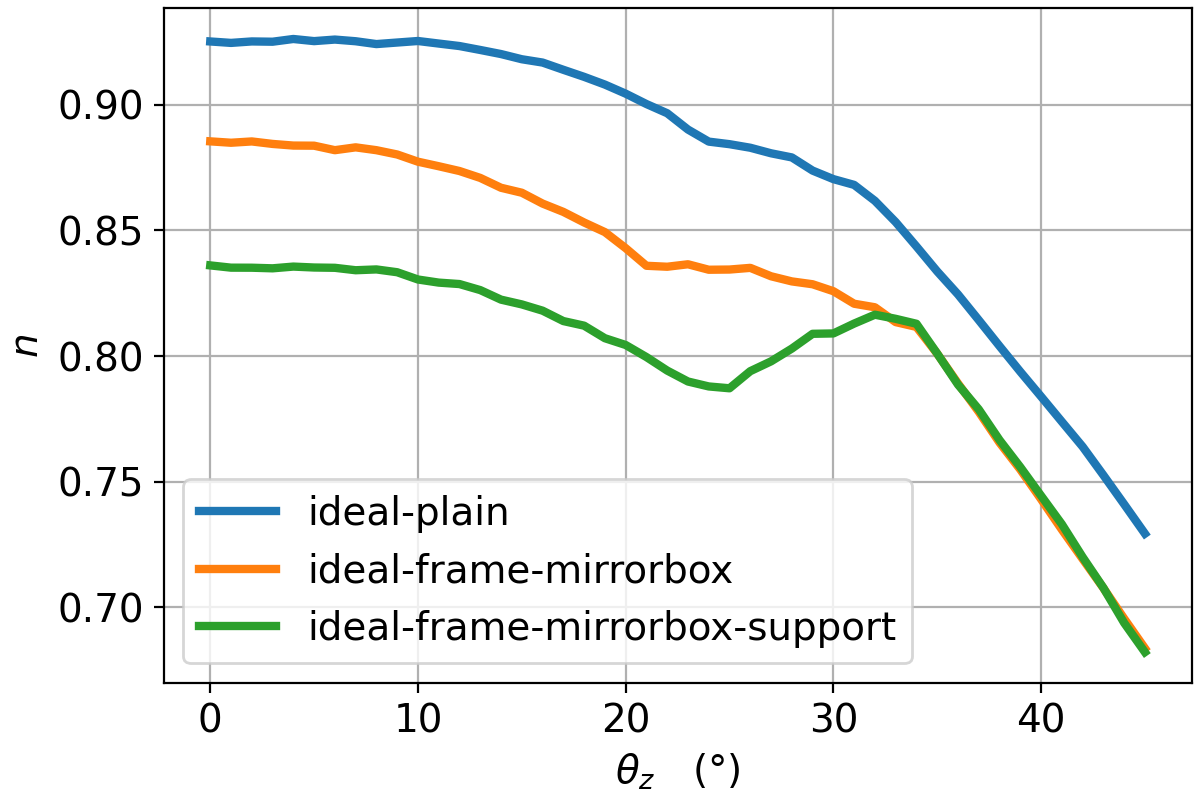 0.90
0.85
0.80
0.75
0.70
n
ideal-plain
ideal-frame-mirrorbox
ideal-frame-mirrorbox-support
0 10 20 30 40
θz (°)